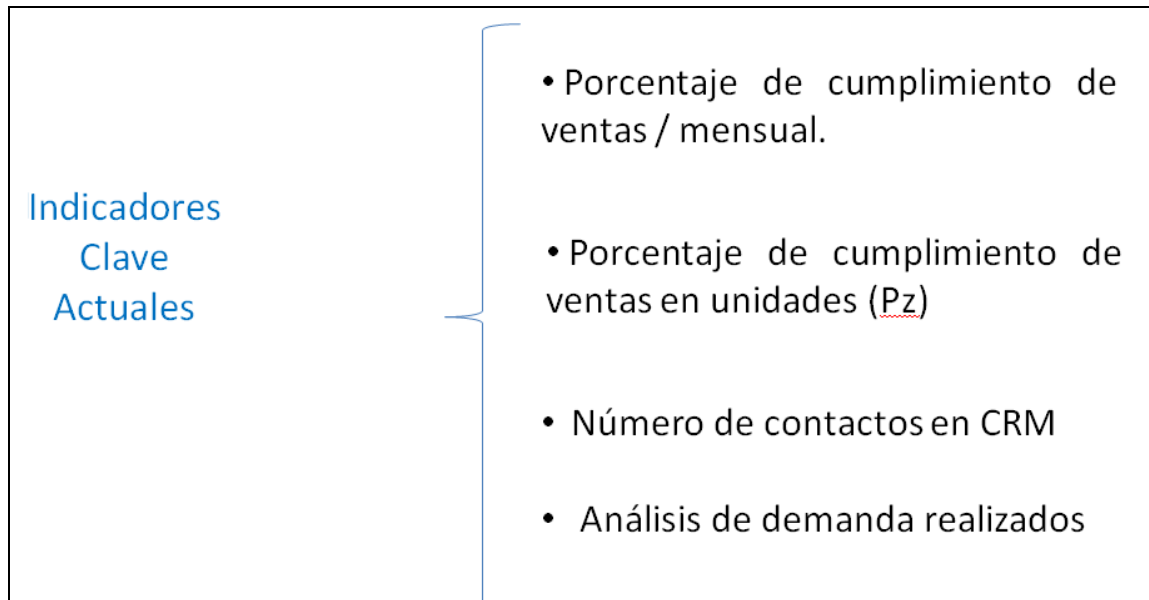 Indicadores
Clave
Actuales
• Porcentaje de cumplimiento de
ventas / mensual.
• Porcentaje de cumplimiento de
ventas en unidades (Pz)
• Número de contactos en CRM
• Análisis de demanda realizados